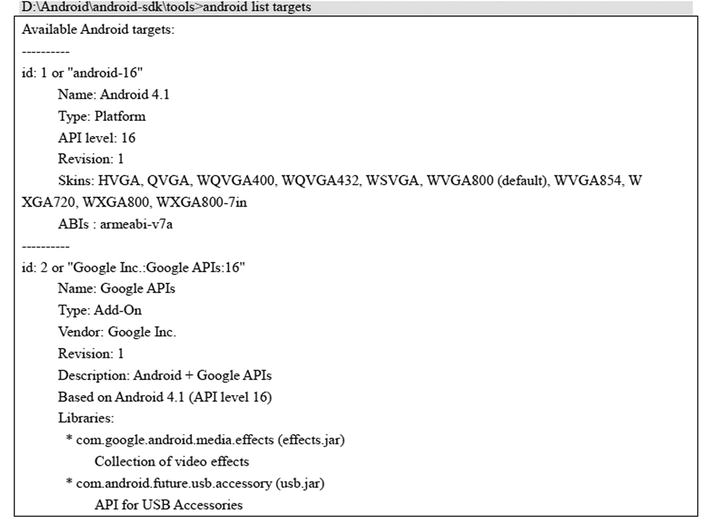 D:\Android\android-sdk\tools>android list targets
Available Android targets:
----------
id: 1 or "android-16"
Name: Android 4.1
Type: Platform
API level: 16
Revision: 1
Skins: HVGA, QVGA, WQVGA400, WQVGA432, WSVGA, WVGA800 (default), WVGA854, W
XGA720, WXGA800, WXGA800-7in
ABIs : armeabi-v7a
----------
id: 2 or "Google Inc.:Google APIs:16"
Name: Google APIs
Type: Add-On
Vendor: Google Inc.
Revision: 1
Description: Android + Google APIs
Based on Android 4.1 (API level 16)
Libraries:
* com.google.android.media.effects (effects.jar)
Collection of video effects
* com.android.future.usb.accessory (usb.jar)
API for USB Accessories